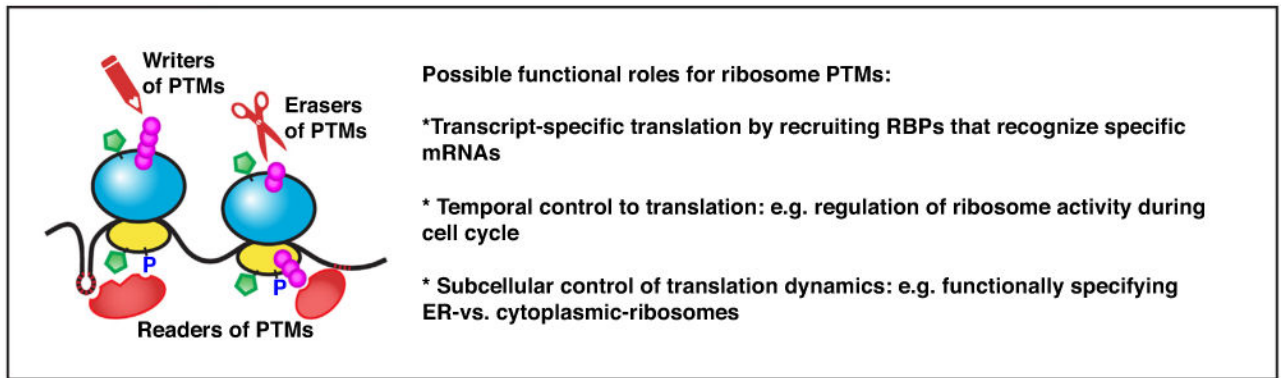 Writers
of PTMs
Erasers
of PTMs
P
P
Readers of PTMs
Possible functional roles for ribosome PTMs:
*Transcript-specific translation by recruiting RBPs that recognize specific
mRNAs
* Temporal control to translation: e.g. regulation of ribosome activity during
cell cycle
* Subcellular control of translation dynamics: e.g. functionally specifying
ER-vs. cytoplasmic-ribosomes